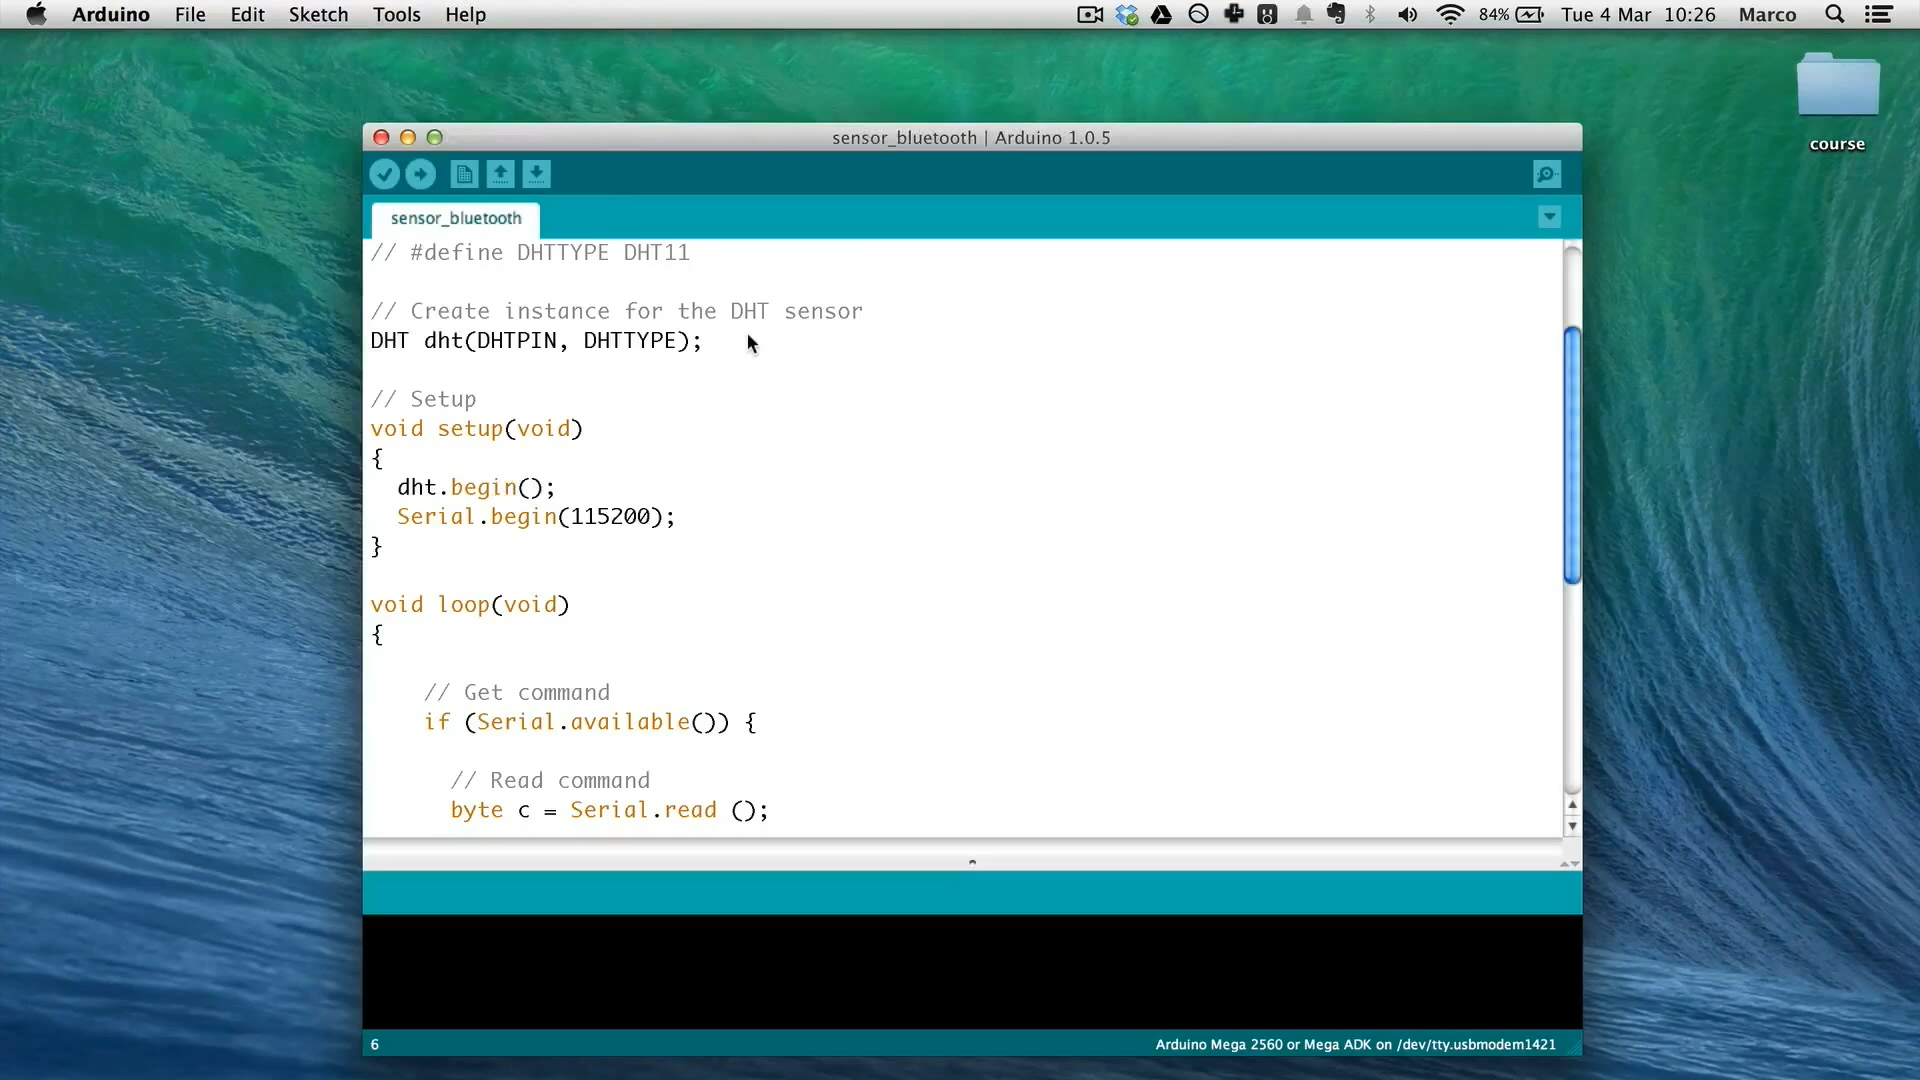 Arduino File Edit Sketch Tools Help 84% Tue 4 Mar 10:26 Marco
course
sensor_bluetooth | Arduino 1.0.5
sensor_bluetooth
// #define DHTTYPE DHT11
// Create instance for the DHT sensor
DHT dht(DHTPIN, DHTTYPE);
// Setup
void setup(void)
{
dht.begin();
Serial.begin(115200);
}
void loop(void)
{
// Get command
if (Serial.available()) {
// Read command
byte c = Serial.read ();
6 Arduino Mega 2560 or Mega ADK on /dev/tty.usbmodem1421